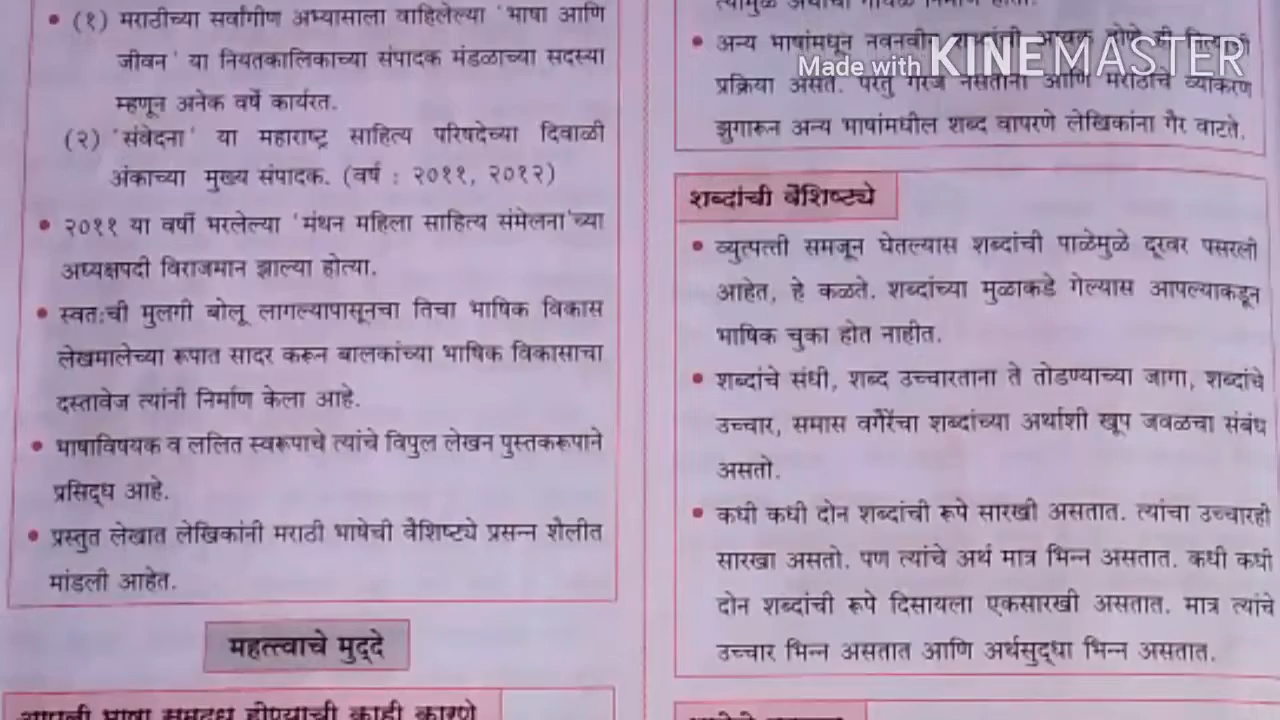 (१) मराठीच्या सर्वांगीण अभ्यासाला वाहिलेल्या 'भाषा आणि
जीवन' या नियतकालिकाच्या संपादक मंडळाच्या सदस्या
म्हणून अनेक वर्षे कार्यरत.
(२) 'संवेदना' या महाराष्ट्र साहित्य परिषदेच्या दिवाळी
अंकाच्या मुख्य संपादक. (वर्ष : २०११, २०१२)
२०११ या वर्षी भरलेल्या 'मंथन महिला साहित्य संमेलना'च्या
अध्यक्षपदी विराजमान झाल्या होत्या.
स्वत:ची मुलगी बोलू लागल्यापासूनचा तिचा भाषिक विकास
लेखमालेच्या रूपात सादर करून बालकांच्या भाषिक विकासाचा
दस्तावेज त्यांनी निर्माण केला आहे.
भाषाविषयक व ललित स्वरूपाचे त्यांचे विपुल लेखन पुस्तकरूपाने
प्रसिद्ध आहे.
प्रस्तुत लेखात लेखिकांनी मराठी भाषेची वैशिष्ट्ये प्रसन्न शैलीत
मांडली आहेत.
महत्त्वाचे मुद्दे
आपली भाषा समृद्ध होण्याची काही कारणे
अन्य भाषांमधून नवनवीन
Made with KINEMASTER
प्रक्रिया असते. परंतु गरज नसताना आणि मराठीचे व्याकरण
झुगारून अन्य भाषांमधील शब्द वापरणे लेखिकांना गैर वाटते.
शब्दांची वैशिष्ट्ये
व्युत्पत्ती समजून घेतल्यास शब्दांची पाळेमुळे दूरवर पसरली
आहेत, हे कळते. शब्दांच्या मुळाकडे गेल्यास आपल्याकडून
भाषिक चुका होत नाहीत.
शब्दांचे संधी, शब्द उच्चारताना ते तोडण्याच्या जागा, शब्दांचे
उच्चार, समास वगैरेंचा शब्दांच्या अर्थाशी खूप जवळचा संबंध
असतो.
कधी कधी दोन शब्दांची रूपे सारखी असतात. त्यांचा उच्चारही
सारखा असतो. पण त्यांचे अर्थ मात्र भिन्न असतात. कधी कधी
दोन शब्दांची रूपे दिसायला एकसारखी असतात. मात्र त्यांचे
उच्चार भिन्न असतात आणि अर्थसुद्धा भिन्न असतात.